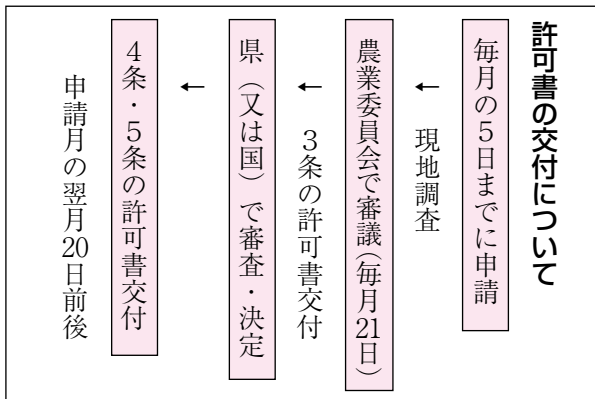 許可書の交付について
毎月の5日までに申請
← 現地調査
農業委員会で審議(毎月21日)
← 3条の許可書交付
県(又は国)で審査・決定
←
4条・5条の許可書交付
申請月の翌月20日前後